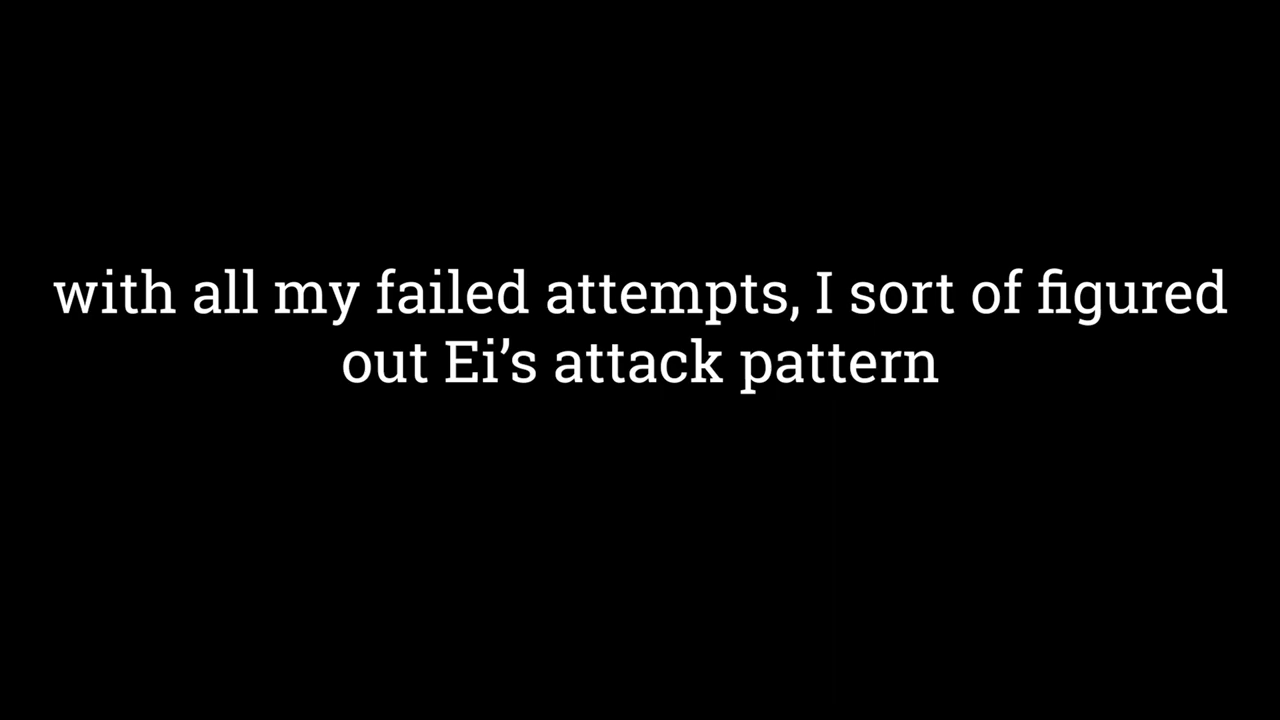 with all my failed attempts, I sort of figured
out Ei’s attack pattern